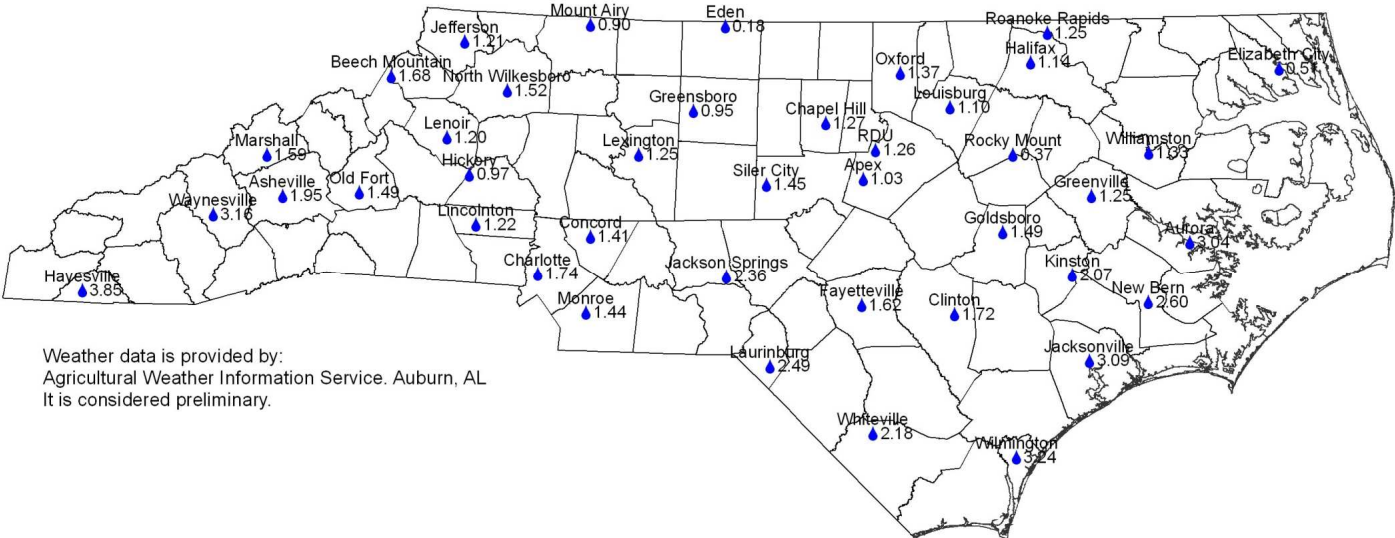 Mount Airy
0.90
Eden
0.18
Roanoke Rapids
1.25
Jefferson
1.21
Halifax
1.14
Elizabeth City
0.51
Beech Mountain
1.68
North Wilkesboro
1.52
Oxford
1.37
Louisburg
1.10
Greensboro
0.95
Chapel Hill
1.27
Lenoir
1.20
RDU
1.26
Marshall
1.59
Lexington
1.25
Rocky Mount
0.37
Williamston
Hickory
0.97
Siler City
1.45
Apex
1.03
Asheville
1.95
Old Fort
1.49
Greenville
1.25
Waynesville
3.16
Lincolnton
1.22
Concord
1.41
Goldsboro
1.49
Aurora
3.04
Charlotte
1.74
Jackson Springs
2.36
Kinston
2.07
Hayesville
3.85
New Bern
2.60
Monroe
1.44
Fayetteville
1.62
Clinton
1.72
Laurinburg
2.49
Jacksonville
3.09
Whiteville
2.18
Wilmington
3.24
Weather data is provided by:
Agricultural Weather Information Service. Auburn, AL
It is considered preliminary.